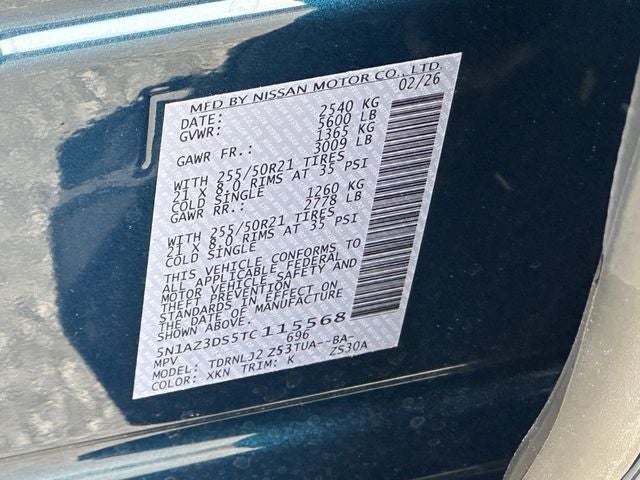 MFD BY NISSAN MOTOR CO., LTD.
DATE: 02/26
GVWR: 2540 KG
5600 LB
GAWR FR.: 1365 KG
3009 LB
WITH 255/50R21 TIRES
21 X 8.0 RIMS AT 35 PSI
COLD SINGLE
GAWR RR.: 1260 KG
2778 LB
WITH 255/50R21 TIRES
21 X 8.0 RIMS AT 35 PSI
COLD SINGLE
THIS VEHICLE CONFORMS TO
ALL APPLICABLE FEDERAL
MOTOR VEHICLE SAFETY AND
THEFT PREVENTION
STANDARDS IN EFFECT ON
THE DATE OF MANUFACTURE
SHOWN ABOVE.
5N1AZ3DS5TC115568
MPV 696
MODEL: TDRNLJ2 Z53TUA--BA-
COLOR: XKN TRIM: K ZS30A